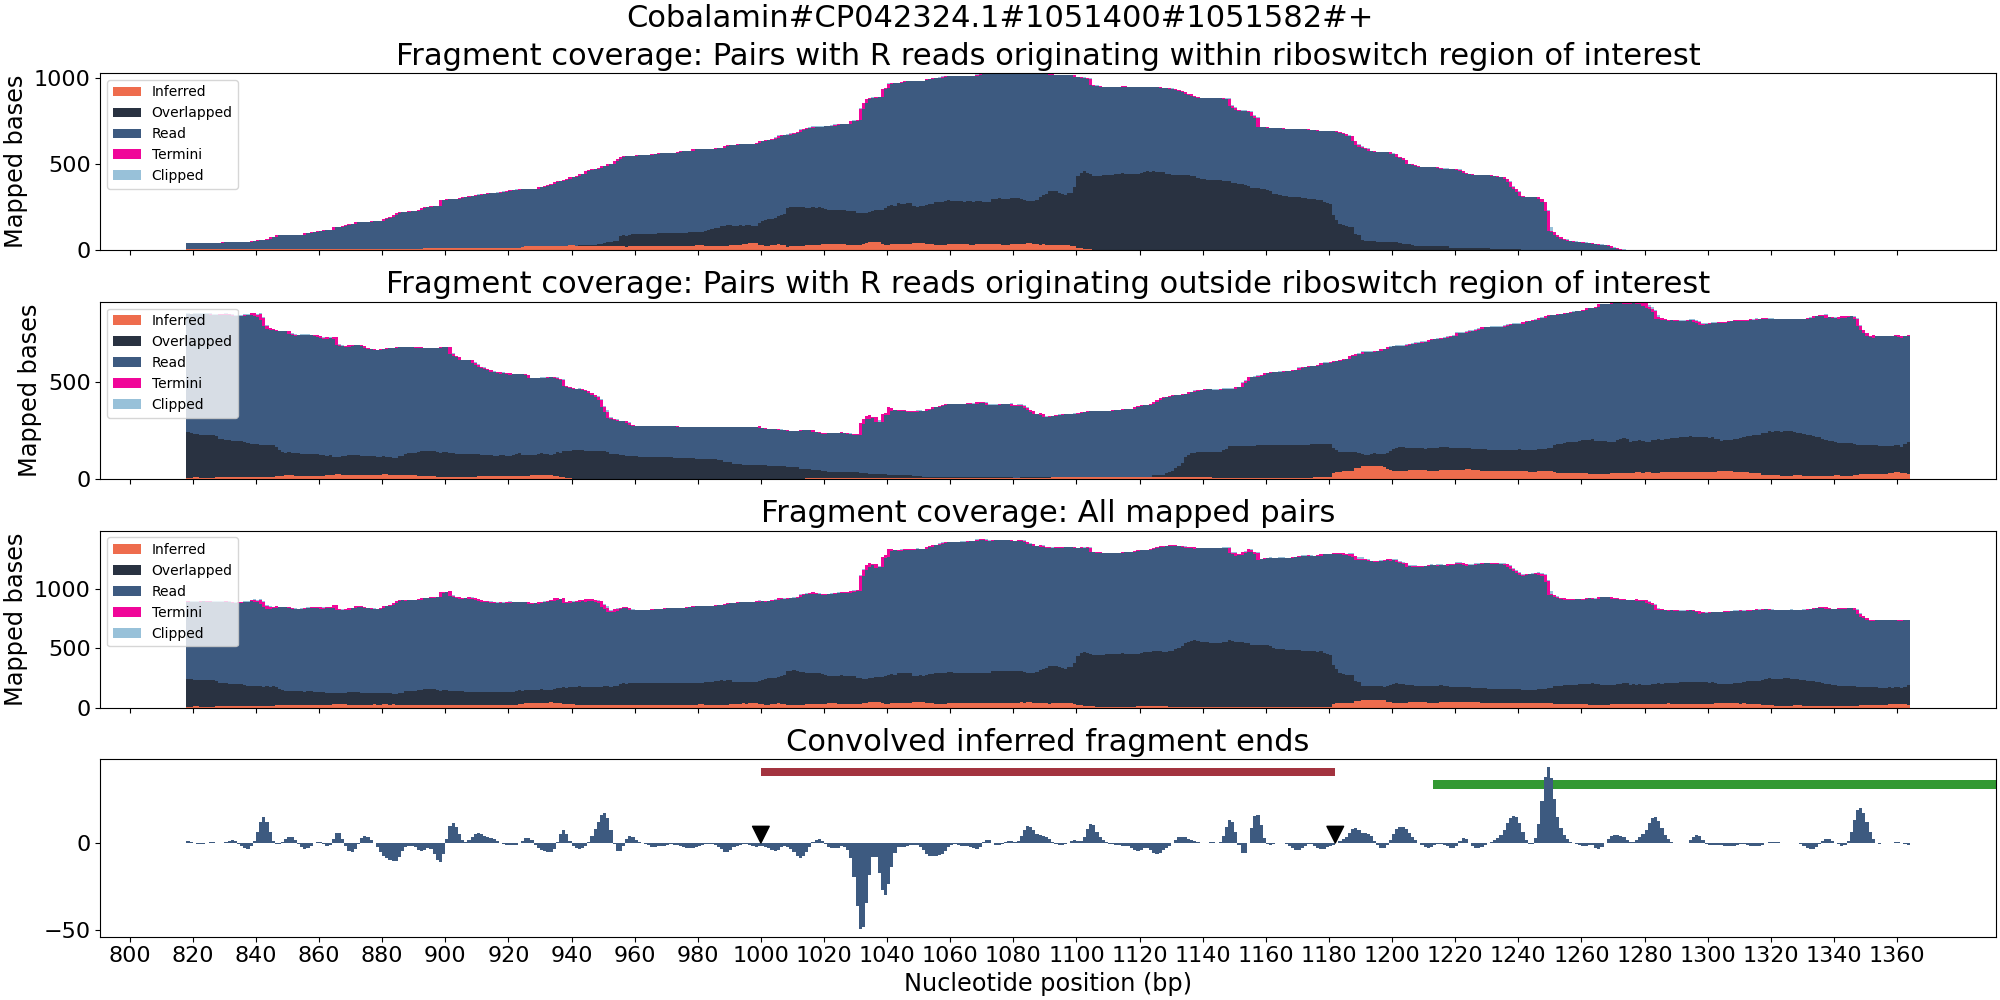 Cobalamin#CP042324.1#1051400#1051582#+
Fragment coverage: Pairs with R reads originating within riboswitch region of interest
Mapped bases
1000
500
0
Inferred
Overlapped
Read
Termini
Clipped
Fragment coverage: Pairs with R reads originating outside riboswitch region of interest
Mapped bases
500
0
Inferred
Overlapped
Read
Termini
Clipped
Fragment coverage: All mapped pairs
Mapped bases
1000
500
0
Inferred
Overlapped
Read
Termini
Clipped
Convolved inferred fragment ends
0
−50
800 820 840 860 880 900 920 940 960 980 1000 1020 1040 1060 1080 1100 1120 1140 1160 1180 1200 1220 1240 1260 1280 1300 1320 1340 1360
Nucleotide position (bp)